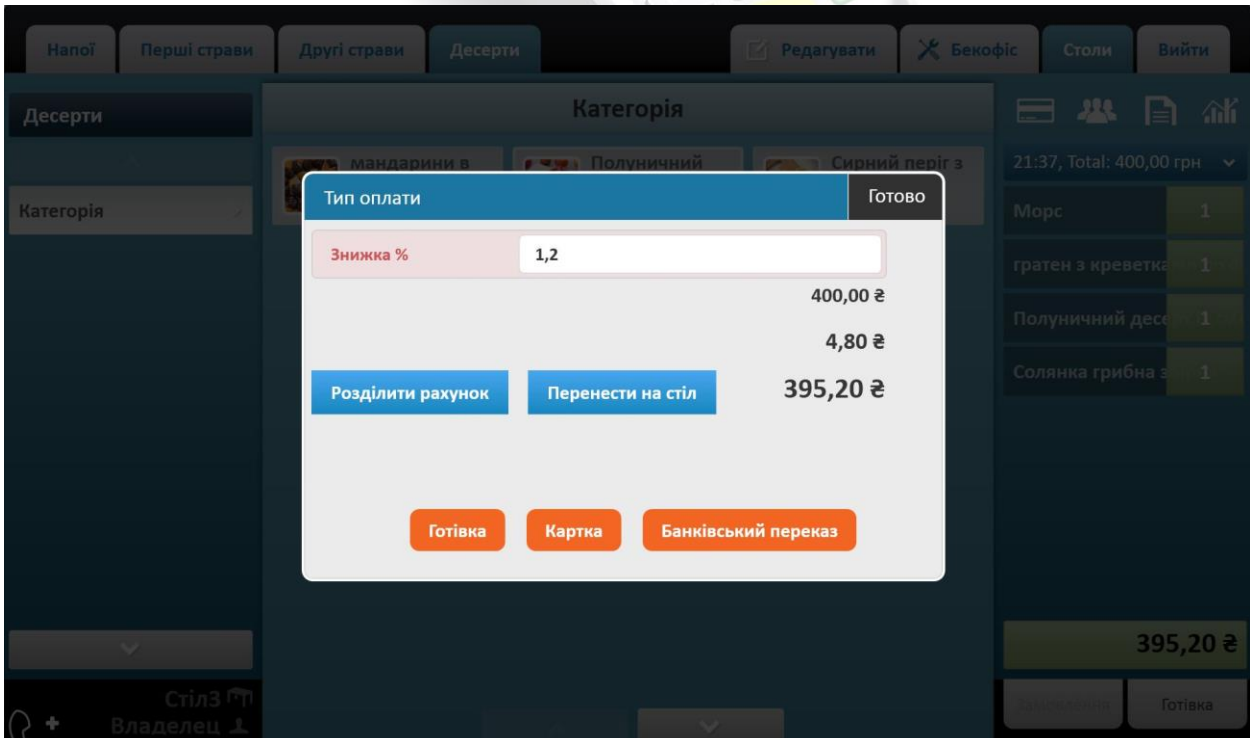 Напої
Перші страви
Другі страви
Десерти
Редагувати
Бекофіс
Столи
Вийти
Десерти
Категорія
Категорія
мандарини в
Полуничний
Сирний періг з
21:37, Total: 400,00 грн
Морс 1
гратен з креветка 1
Полуничний десе 1
Солянка грибна з 1
Тип оплати
Готово
Знижка %
1,2
400,00 ₴
4,80 ₴
Розділити рахунок
Перенести на стіл
395,20 ₴
Готівка
Картка
Банківський переказ
395,20 ₴
Стіл3
Владелец
Замовлення
Готівка